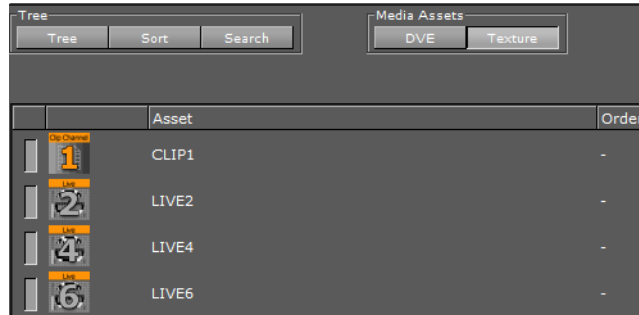 Tree
Media Assets
Tree Sort Search
DVE Texture
Asset Order
Clip Channel
1
CLIP1 -
Live
2
LIVE2 -
Live
4
LIVE4 -
Live
6
LIVE6 -